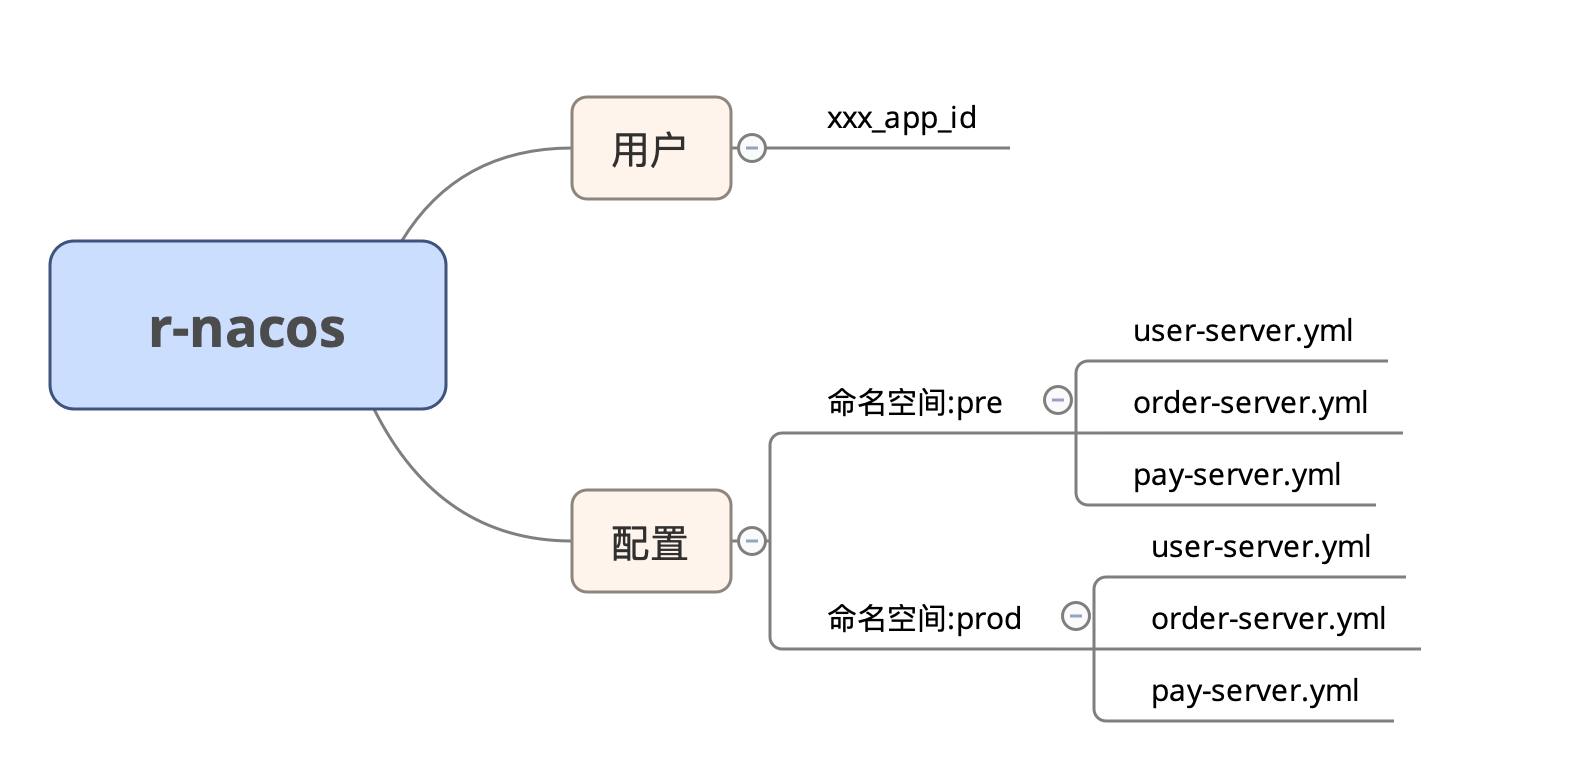 r-nacos
用户
xxx_app_id
配置
命名空间:pre
user-server.yml
order-server.yml
pay-server.yml
命名空间:prod
user-server.yml
order-server.yml
pay-server.yml